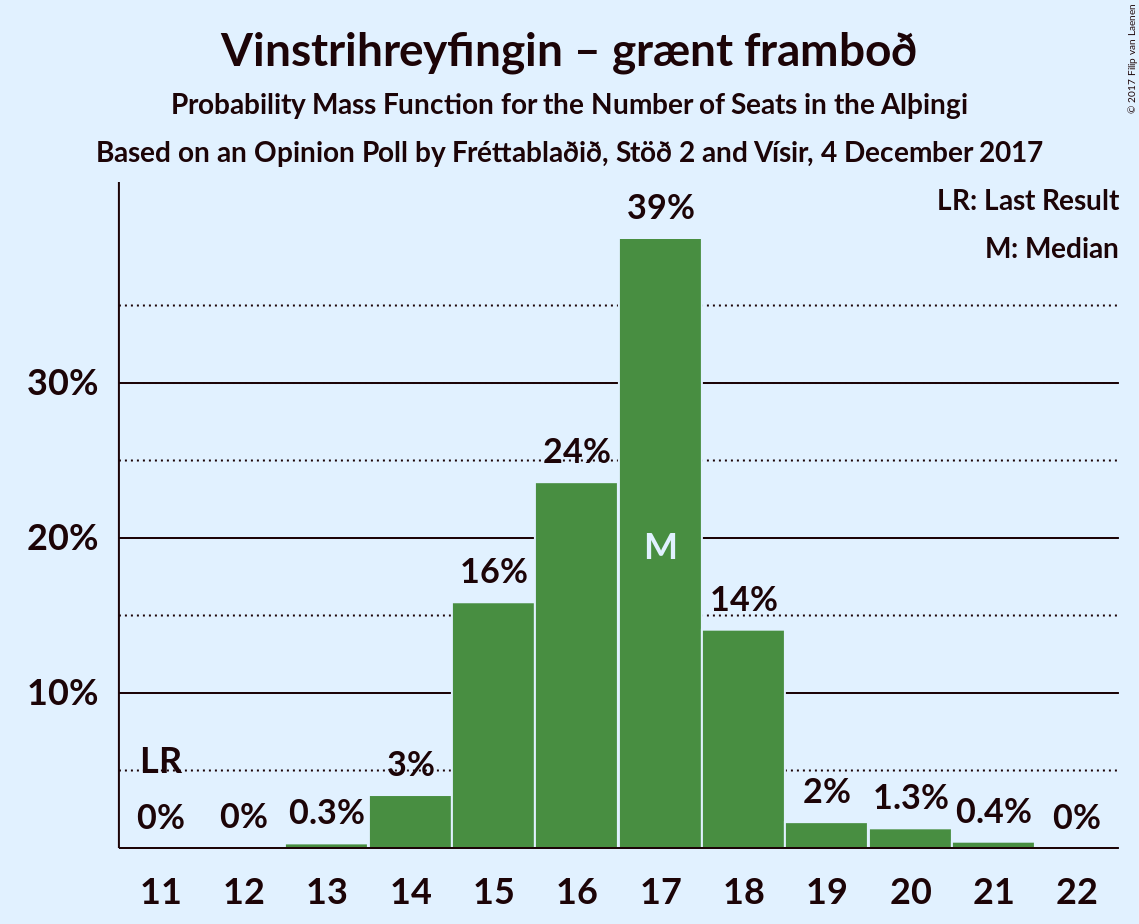 Vinstrihreyfingin – grænt framboð
Probability Mass Function for the Number of Seats in the Alþingi
Based on an Opinion Poll by Fréttablaðið, Stöð 2 and Vísir, 4 December 2017
© 2017 Filip van Laenen
LR: Last Result
M: Median
39%
30%
24%
20%
M
16%
14%
10%
LR
3%
2%
1.3%
0.3%
0.4%
0%
0%
0%
11 12 13 14 15 16 17 18 19 20 21 22